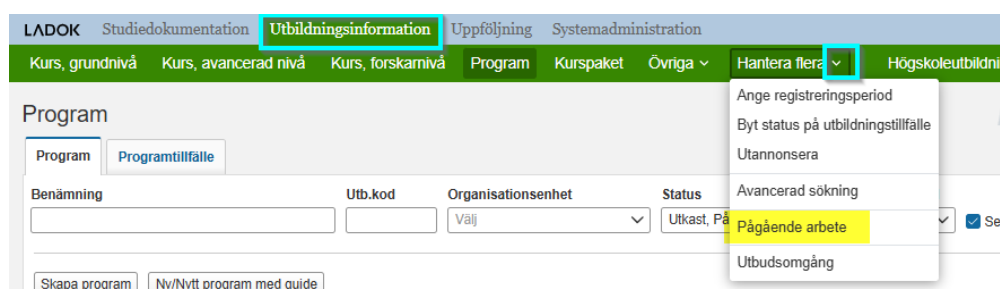 LADOK Studiedokumentation Utbildningsinformation Uppföljning Systemadministration
Kurs, grundnivå Kurs, avancerad nivå Kurs, forskarnivå Program Kurspaket Övriga Hantera flera Högskoleutbildni
Ange registreringsperiod
Program
Byt status på utbildningstillfälle
Program Programtillfälle
Utannonsera
Benämning Utb.kod Organisationsenhet Status
Avancerad sökning
Välj Utkast, På Se
Pågående arbete
Utbudsomgång
Skapa program Ny/Nytt program med guide